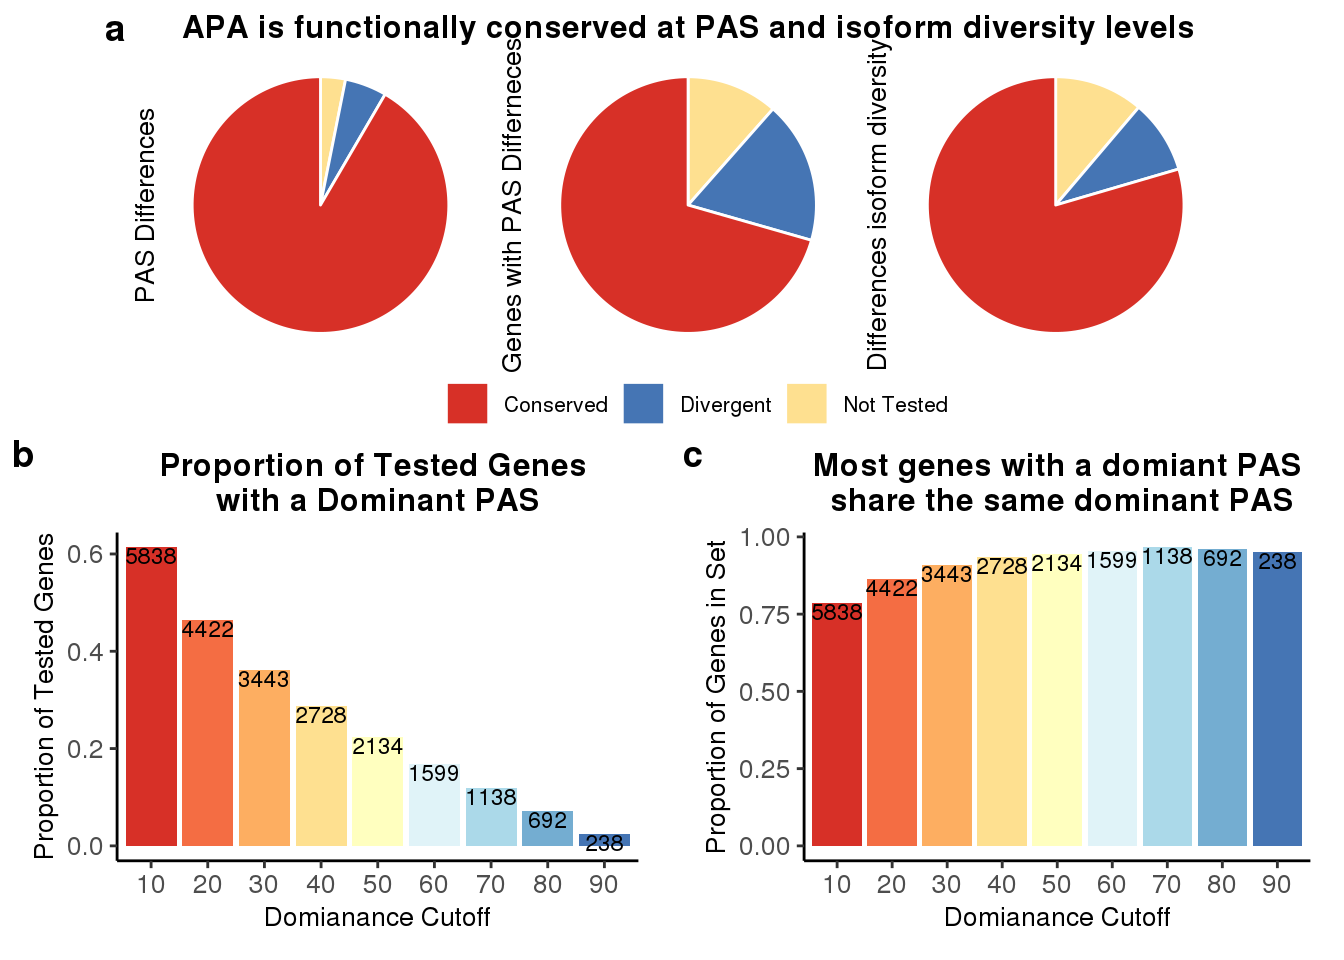 a
APA is functionally conserved at PAS and isoform diversity levels
PAS Differences
Genes with PAS Differneces
Differences isoform diversity
Conserved
Divergent
Not Tested
b
Proportion of Tested Genes
with a Dominant PAS
Proportion of Tested Genes
0.6
0.4
0.2
0.0
5838
4422
3443
2728
2134
1599
1138
692
238
10 20 30 40 50 60 70 80 90
Domianance Cutoff
c
Most genes with a domiant PAS
share the same dominant PAS
Proportion of Genes in Set
1.00
0.75
0.50
0.25
0.00
5838
4422
3443
2728
2134
1599
1138
692
238
10 20 30 40 50 60 70 80 90
Domianance Cutoff